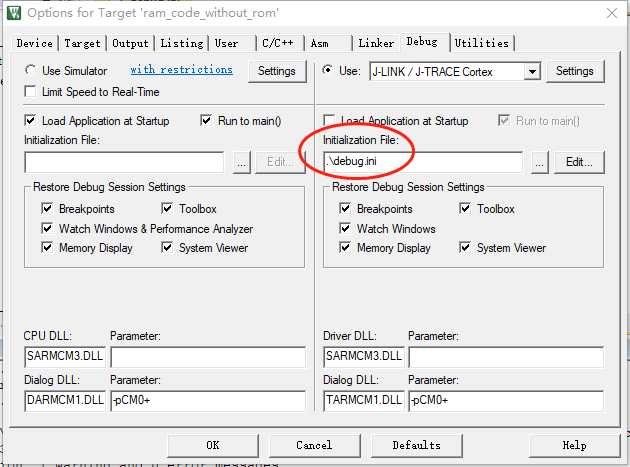 Options for Target 'ram_code_without_rom'
Device Target Output Listing User C/C++ Asm Linker Debug Utilities
Use Simulator with restrictions Settings
Limit Speed to Real-Time
Use: J-LINK / J-TRACE Cortex Settings
Load Application at Startup Run to main()
Initialization File:
... Edit...
Load Application at Startup Run to main()
Initialization File:
.\debug.ini ... Edit...
Restore Debug Session Settings
Breakpoints Toolbox
Watch Windows & Performance Analyzer
Memory Display System Viewer
Restore Debug Session Settings
Breakpoints Toolbox
Watch Windows
Memory Display System Viewer
CPU DLL: Parameter:
SARMCM3.DLL
Dialog DLL: Parameter:
DARMCM1.DLL -pCM0+
Driver DLL: Parameter:
SARMCM3.DLL
Dialog DLL: Parameter:
TARMCM1.DLL -pCM0+
OK Cancel Defaults Help